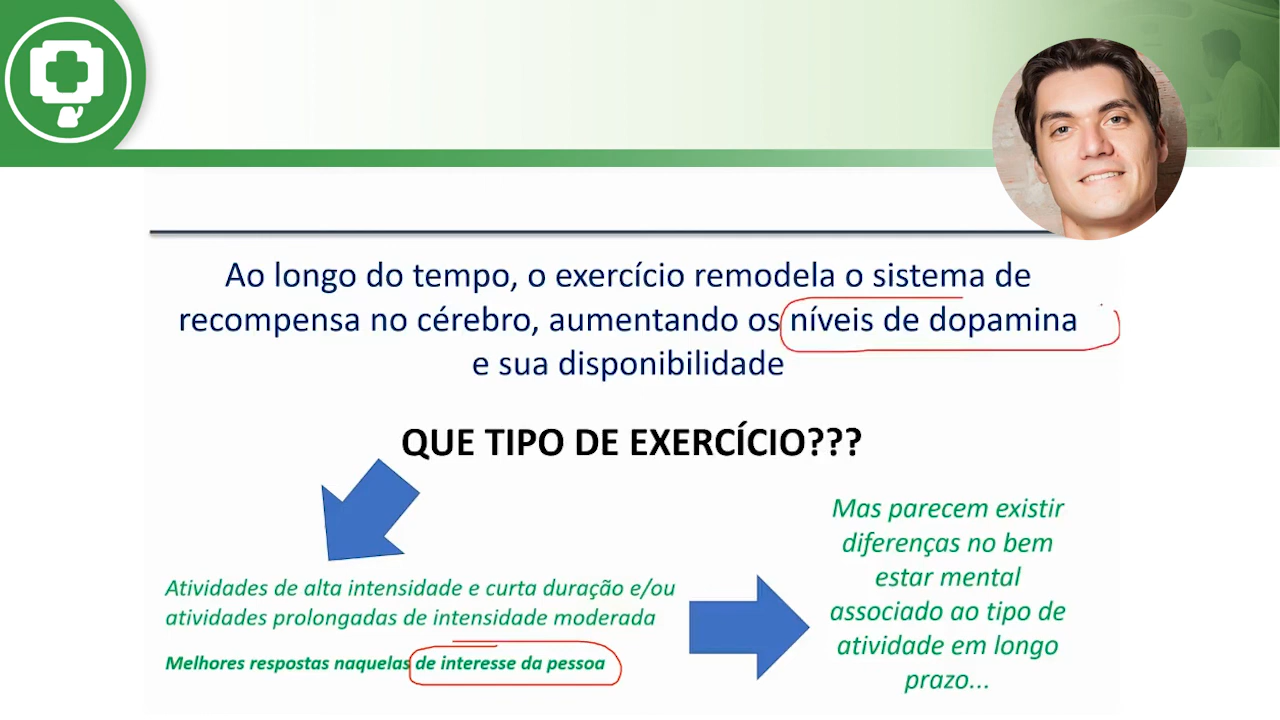 Ao longo do tempo, o exercício remodela o sistema de
recompensa no cérebro, aumentando os níveis de dopamina
e sua disponibilidade
QUE TIPO DE EXERCÍCIO???
Atividades de alta intensidade e curta duração e/ou
atividades prolongadas de intensidade moderada
Melhores respostas naquelas de interesse da pessoa
Mas parecem existir
diferenças no bem
estar mental
associado ao tipo de
atividade em longo
prazo...